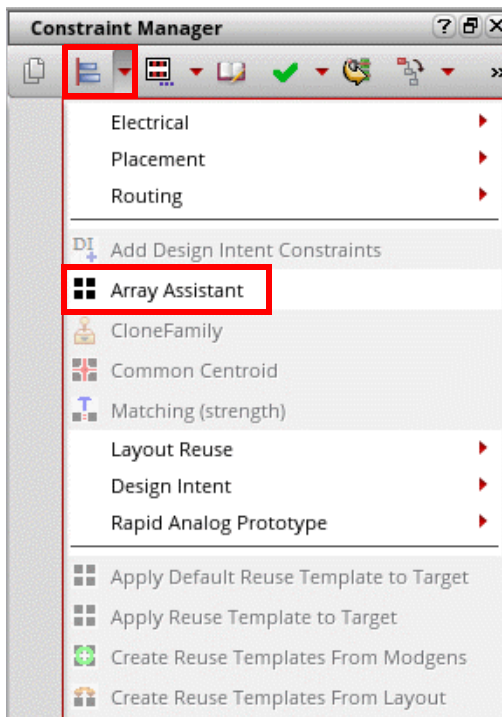 Constraint Manager
Electrical
Placement
Routing
DI Add Design Intent Constraints
Array Assistant
CloneFamily
Common Centroid
Matching (strength)
Layout Reuse
Design Intent
Rapid Analog Prototype
Apply Default Reuse Template to Target
Apply Reuse Template to Target
Create Reuse Templates From Modgens
Create Reuse Templates From Layout